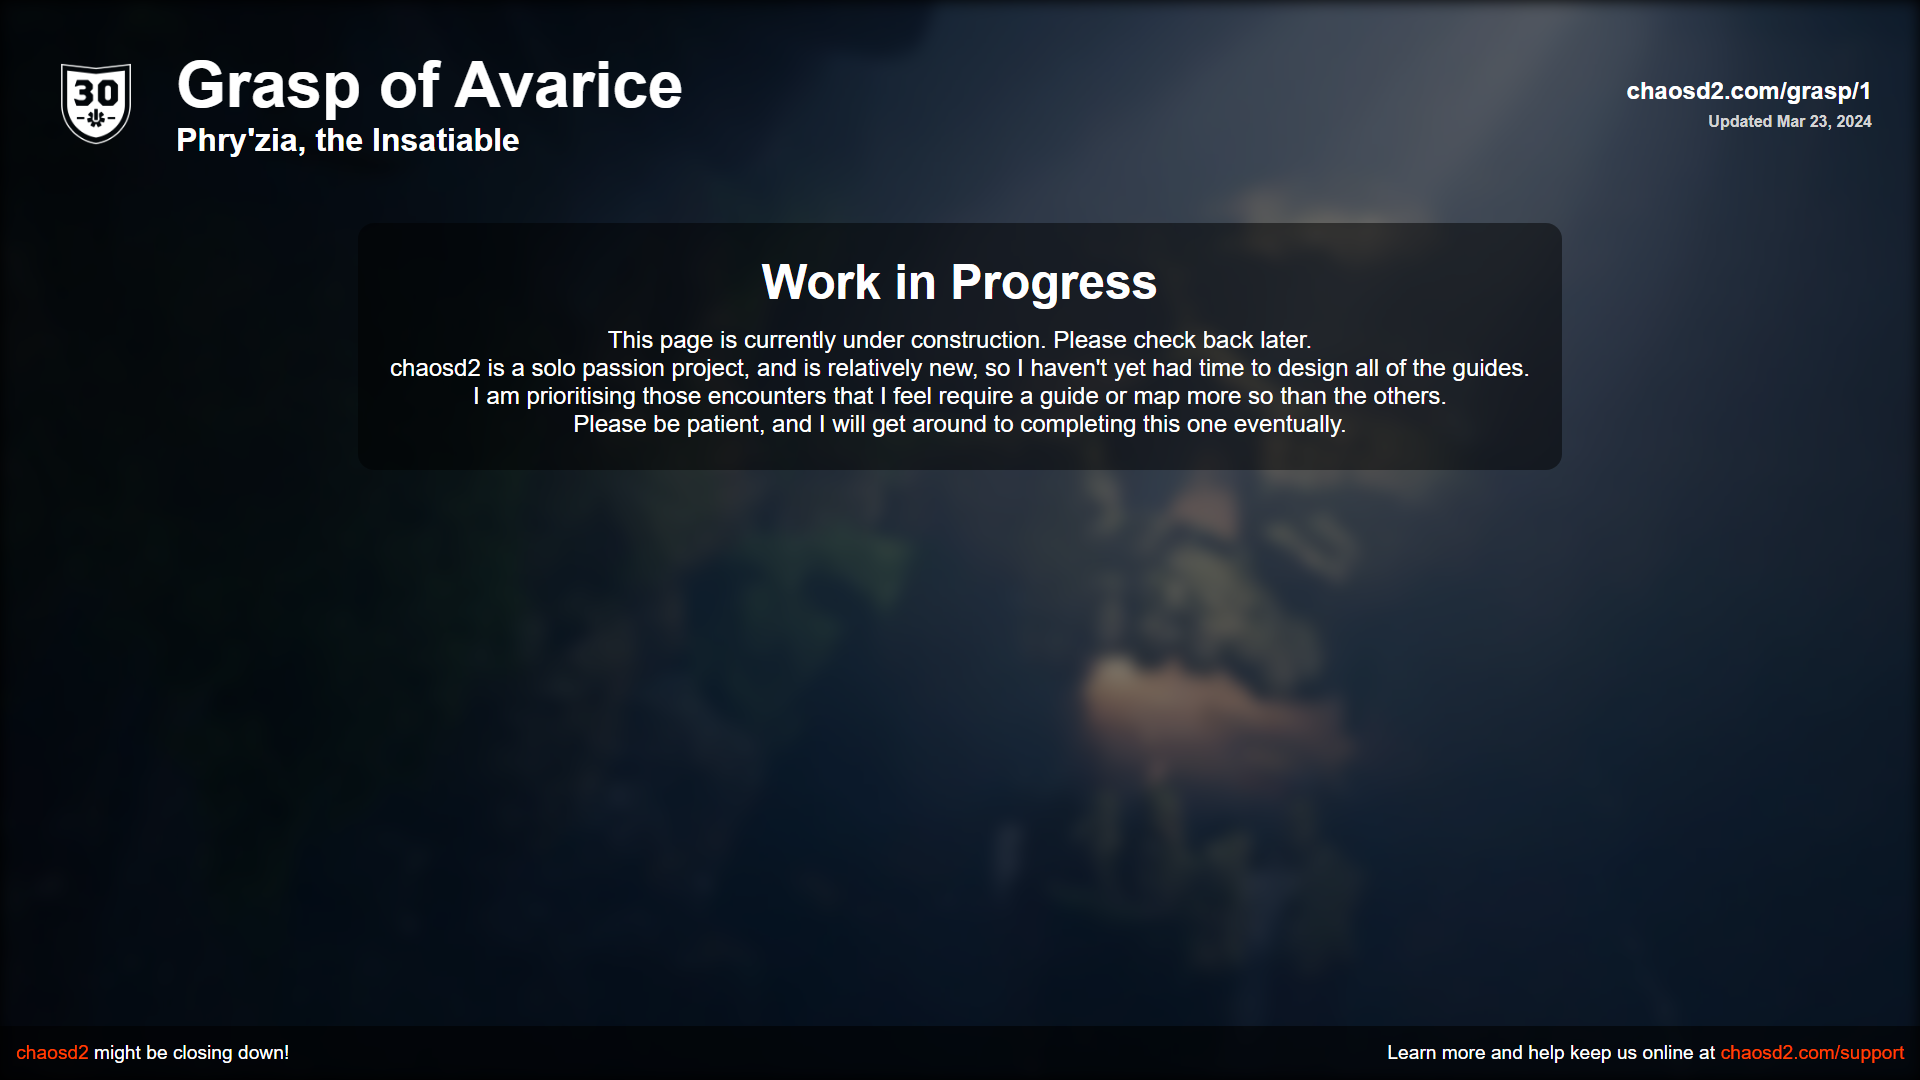 30
Grasp of Avarice
Phry'zia, the Insatiable
chaosd2.com/grasp/1
Updated Mar 23, 2024
Work in Progress
This page is currently under construction. Please check back later.
chaosd2 is a solo passion project, and is relatively new, so I haven't yet had time to design all of the guides.
I am prioritising those encounters that I feel require a guide or map more so than the others.
Please be patient, and I will get around to completing this one eventually.
chaosd2 might be closing down!
Learn more and help keep us online at chaosd2.com/support